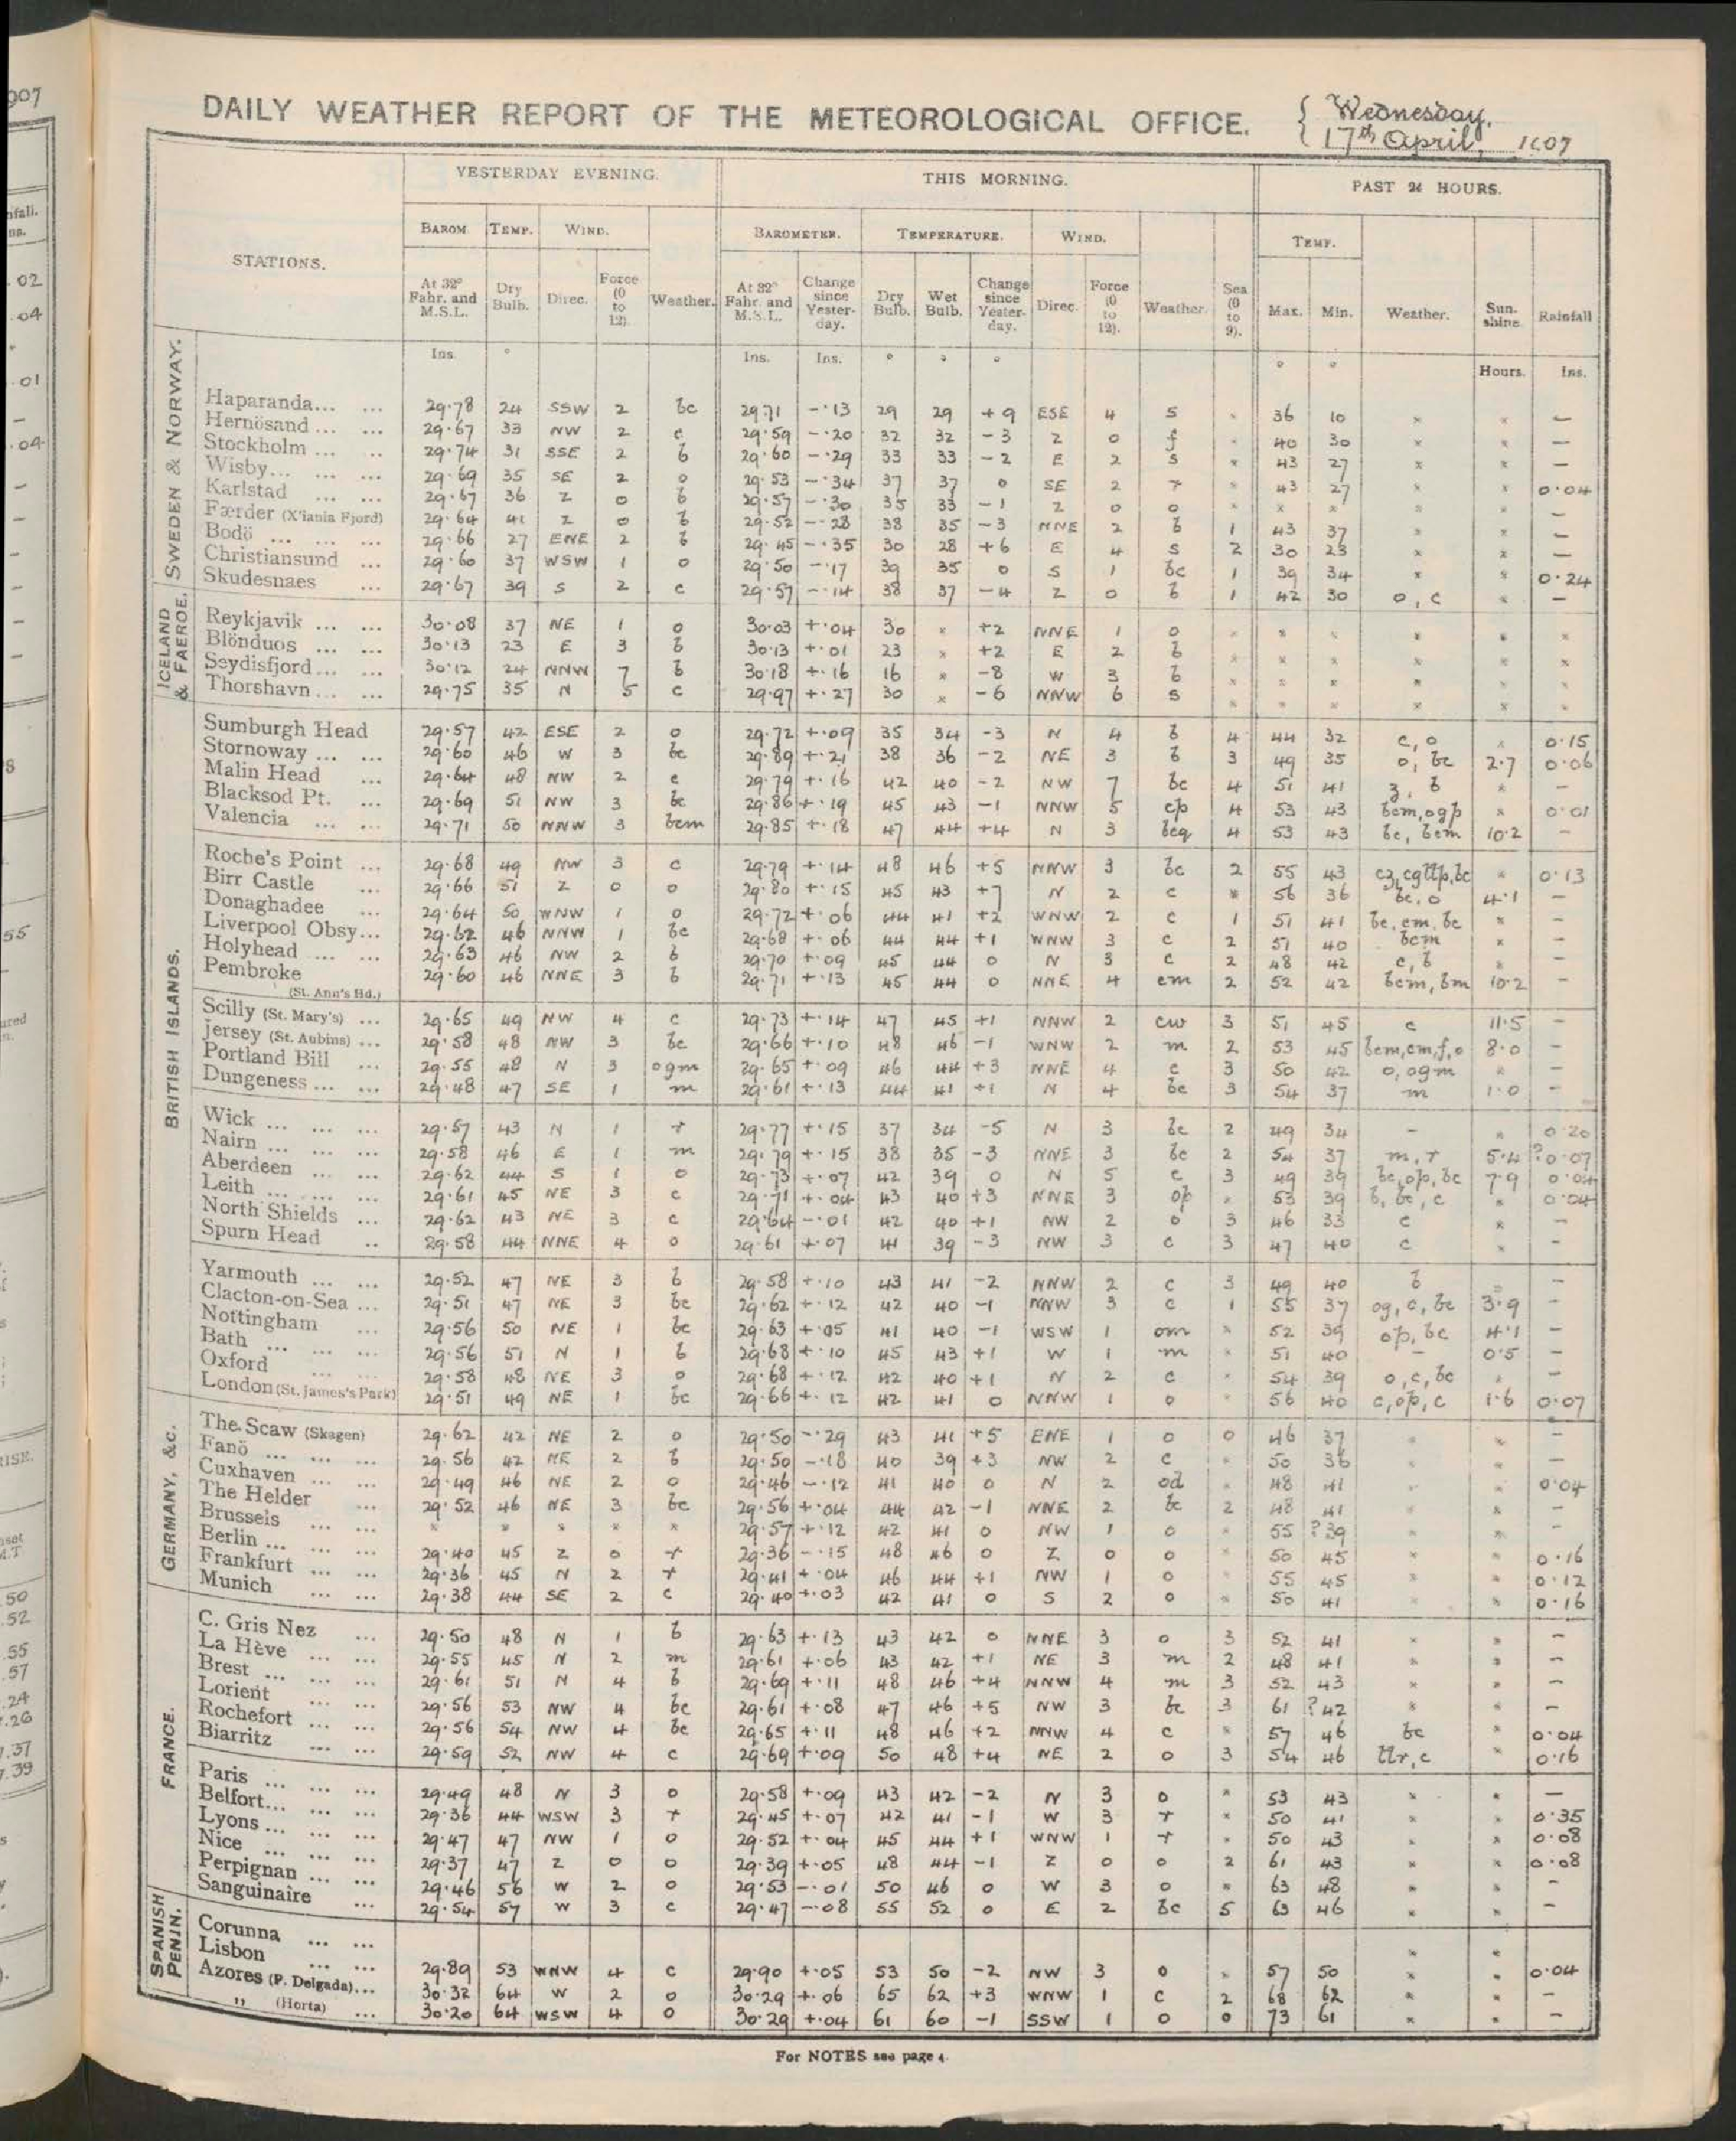 DAILY WEATHER REPORT OF THE METEOROLOGICAL OFFICE. { Wednesday,
17th April, 1907
YESTERDAY EVENING. THIS MORNING. PAST 24 HOURS.
BAROM. TEMP. WIND. BAROMETER. TEMPERATURE. WIND. TEMP.
STATIONS. At 32° Fahr. and M.S.L. Dry Bulb. Direc. Force (0 to 12). Weather. At 32° Fahr. and M.S.L. Change since Yesterday. Dry Bulb. Wet Bulb. Change since Yesterday. Direc. Force (0 to 12). Weather. Sea (0 to 9). Max. Min. Weather. Sunshine. Rainfall
Ins. ° Ins. Ins. ° ° ° ° ° Hours. Ins.
SWEDEN & NORWAY.
Haparanda... ... 29.78 24 SSW 2 bc 29.71 -.13 29 29 +9 ESE 4 s × 36 10 × × —
Hernösand ... ... 29.67 33 NW 2 c 29.59 -.20 32 32 -3 Z 0 f × 40 30 × × —
Stockholm ... .. 29.74 31 SSE 2 b 29.60 -.29 33 33 -2 E 2 s × 43 27 × × —
Wisby... ... ... 29.69 35 SE 2 o 29.53 -.34 37 37 0 SE 2 r × 43 27 × × 0.04
Karlstad ... ... 29.67 36 Z 0 b 29.57 -.30 35 33 -1 Z 0 o × × × × × —
Færder (X'iania Fjord) 29.64 41 Z 0 b 29.52 -.28 38 35 -3 NNE 2 b 1 43 37 × × —
Bodö ... ... ... 29.66 27 ENE 2 b 29.45 -.35 30 28 +6 E 4 s 2 30 23 × × —
Christiansund ... 29.60 37 WSW 1 o 29.50 -.17 39 35 0 S 1 bc 1 39 34 × × 0.24
Skudesnaes ... 29.67 39 S 2 c 29.57 -.14 38 37 -4 Z 0 b 1 42 30 o, c × —
ICELAND & FAEROE.
Reykjavik ... ... 30.08 37 NE 1 o 30.03 +.04 30 × +2 NNE 1 o × × × × × ×
Blönduos ... ... 30.13 23 E 3 b 30.13 +.01 23 × +2 E 2 b × × × × × ×
Seydisfjord ... ... 30.12 24 NNW 7 b 30.18 +.16 16 × -8 W 3 b × × × × × ×
Thorshavn ... ... 29.75 35 N 5 c 29.97 +.27 30 × -6 NNW 6 s × × × × × ×
BRITISH ISLANDS.
Sumburgh Head 29.57 42 ESE 2 o 29.72 +.09 35 34 -3 N 4 b 4 44 32 c, o × 0.15
Stornoway ... ... 29.60 46 W 3 bc 29.89 +.21 38 36 -2 NE 3 b 3 49 35 o, bc 2.7 0.06
Malin Head ... 29.64 48 NW 2 c 29.79 +.16 42 40 -2 NW 7 bc 4 51 41 z, b × —
Blacksod Pt. ... 29.69 51 NW 3 bc 29.86 +.19 45 43 -1 NNW 5 cp 4 53 43 bcm,ogp × 0.01
Valencia ... ... 29.71 50 NNW 3 bcm 29.85 +.18 47 44 +4 N 3 bcq 4 53 43 bc, bcm 10.2 —
Roche's Point ... 29.68 49 NW 3 c 29.79 +.14 48 46 +5 NNW 3 bc 2 55 43 cz,cgttp,bc × 0.13
Birr Castle ... 29.66 51 Z 0 o 29.80 +.15 45 43 +7 N 2 c × 56 36 bc, o 4.1 —
Donaghadee ... 29.64 50 WNW 1 o 29.72 +.06 44 41 +2 WNW 2 c 1 51 41 bc, cm, bc × —
Liverpool Obsy... 29.62 46 NNW 1 bc 29.68 +.06 44 44 +1 WNW 3 c 2 51 40 bcm × —
Holyhead ... ... 29.63 46 NW 2 b 29.70 +.09 45 44 0 N 3 c 2 48 42 c, b × —
Pembroke (St. Ann's Hd.) 29.60 46 NNE 3 b 29.71 +.13 45 44 0 NNE 4 cm 2 52 42 bcm, bm 10.2 —
Scilly (St. Mary's) ... 29.65 49 NW 4 c 29.73 +.14 47 45 +1 NNW 2 cw 3 51 45 c 11.5 —
Jersey (St. Aubins) ... 29.58 48 NW 3 bc 29.66 +.10 48 46 -1 WNW 2 m 2 53 45 bcm,cm,f,o 8.0 —
Portland Bill ... 29.55 48 N 3 ogm 29.65 +.09 46 44 +3 NNE 4 c 3 50 42 o, ogm × —
Dungeness ... ... 29.48 47 SE 1 m 29.61 +.13 44 41 +1 N 4 bc 3 54 37 m 1.0 —
Wick ... ... ... 29.57 43 N 1 r 29.77 +.15 37 34 -5 N 3 bc 2 49 34 — × 0.20
Nairn ... ... ... 29.58 46 E 1 m 29.79 +.15 38 35 -3 NNE 3 bc 2 54 37 m, r 5.4 ?0.07
Aberdeen ... ... 29.62 44 S 1 o 29.73 +.07 42 39 0 N 5 c 3 49 39 bc,op, bc 7.9 0.04
Leith ... ... ... 29.61 45 NE 3 c 29.71 +.04 43 40 +3 NNE 3 op × 53 39 b, bc, c × 0.04
North Shields ... 29.62 43 NE 3 c 29.64 -.01 42 40 +1 NW 2 o 3 46 33 c × —
Spurn Head .. 29.58 44 NNE 4 o 29.61 +.07 41 39 -3 NW 3 c 3 47 40 c × —
Yarmouth ... ... 29.52 47 NE 3 b 29.58 +.10 43 41 -2 NNW 2 c 3 49 40 b —
Clacton-on-Sea ... 29.51 47 NE 3 bc 29.62 +.12 42 40 -1 NNW 3 c 1 55 37 og, c, bc 3.9 —
Nottingham ... 29.56 50 NE 1 bc 29.63 +.05 41 40 -1 WSW 1 om × 52 39 op, bc 4.1 —
Bath ... ... ... 29.56 51 N 1 b 29.68 +.10 45 43 +1 W 1 m × 51 40 — 0.5 —
Oxford ... ... 29.58 48 NE 3 o 29.68 +.12 42 40 +1 N 2 c × 54 39 o, c, bc × —
London (St. James's Park) 29.51 49 NE 1 bc 29.66 +.12 42 41 0 NNW 1 o × 56 40 c, op, c 1.6 0.07
GERMANY, &c.
The Scaw (Skagen) 29.62 42 NE 2 o 29.50 -.29 43 41 +5 ENE 1 o 0 46 37 × × —
Fanö ... ... ... 29.56 42 NE 2 b 29.50 -.18 40 39 +3 NW 2 c × 50 36 × × —
Cuxhaven ... ... 29.49 46 NE 2 o 29.46 -.12 41 40 0 N 2 od × 48 41 × × 0.04
The Helder ... 29.52 46 NE 3 bc 29.56 +.04 44 42 -1 NNE 2 bc 2 48 41 × × —
Brussels ... ... × × × × × 29.57 +.12 42 41 0 NW 1 o × 55 ?39 × × —
Berlin ... ... ... 29.40 45 Z 0 r 29.36 -.15 48 46 0 Z 0 o × 50 45 × × 0.16
Frankfurt ... ... 29.36 45 N 2 r 29.41 +.04 46 44 +1 NW 1 o × 55 45 × × 0.12
Munich ... ... 29.38 44 SE 2 c 29.40 +.03 42 41 0 S 2 o × 50 41 × × 0.16
FRANCE.
C. Gris Nez ... 29.50 48 N 1 b 29.63 +.13 43 42 0 NNE 3 o 3 52 41 × × —
La Hève ... ... 29.55 45 N 2 m 29.61 +.06 43 42 +1 NE 3 m 2 48 41 × × —
Brest ... ... ... 29.61 51 N 4 b 29.69 +.11 48 46 +4 NNW 4 m 3 52 43 × × —
Lorient ... ... 29.56 53 NW 4 bc 29.61 +.08 47 46 +5 NW 3 bc 3 61 ?42 × × —
Rochefort ... ... 29.56 54 NW 4 bc 29.65 +.11 48 46 +2 NNW 4 c 57 46 bc × 0.04
Biarritz ... ... 29.59 52 NW 4 c 29.69 +.09 50 48 +4 NE 2 o 3 54 46 tlr, c × 0.16
Paris ... ... ... 29.49 48 N 3 o 29.58 +.09 43 42 -2 N 3 o × 53 43 × × —
Belfort... ... ... 29.36 44 WSW 3 r 29.45 +.07 42 41 -1 W 3 r × 50 41 × × 0.35
Lyons ... ... ... 29.47 47 NW 1 o 29.52 +.04 45 44 +1 WNW 1 r × 50 43 × × 0.08
Nice ... ... ... 29.37 47 Z 0 o 29.39 +.05 48 44 -1 Z 0 o 2 61 43 × × 0.08
Perpignan ... ... 29.46 56 W 2 o 29.53 -.01 50 46 0 W 3 o × 63 48 × × —
Sanguinaire ... 29.54 57 W 3 c 29.47 -.08 55 52 0 E 2 bc 5 63 46 × × —
SPANISH PENIN.
Corunna ... ... × ×
Lisbon ... ... 29.89 53 WNW 4 c 29.90 +.05 53 50 -2 NW 3 o × 57 50 × × 0.04
Azores (P. Delgada)... 30.32 64 W 2 o 30.29 +.06 65 62 +3 WNW 1 c 2 68 62 × × —
" (Horta) ... 30.20 64 WSW 4 o 30.29 +.04 61 60 -1 SSW 1 o 0 73 61 × × —
For NOTES see page 4.